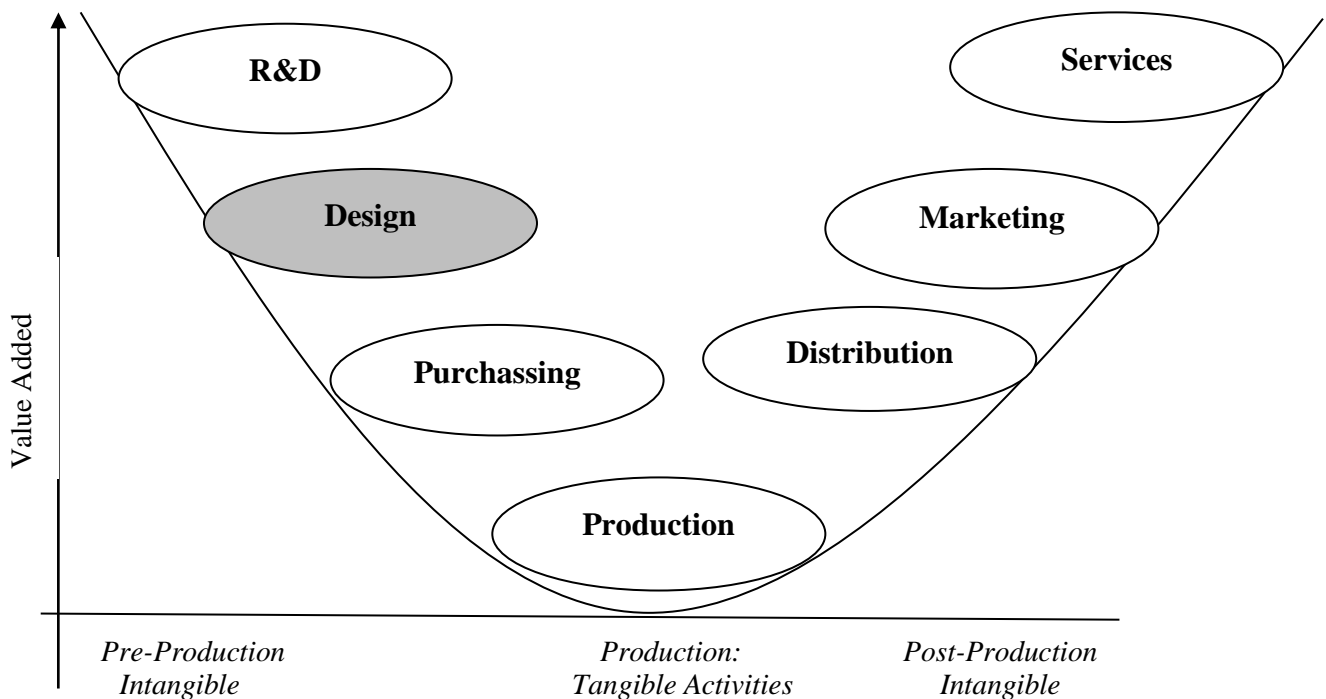 R&D
Services
Design
Marketing
Purchassing
Distribution
Production
Value Added
Pre-Production
Intangible
Production:
Tangible Activities
Post-Production
Intangible